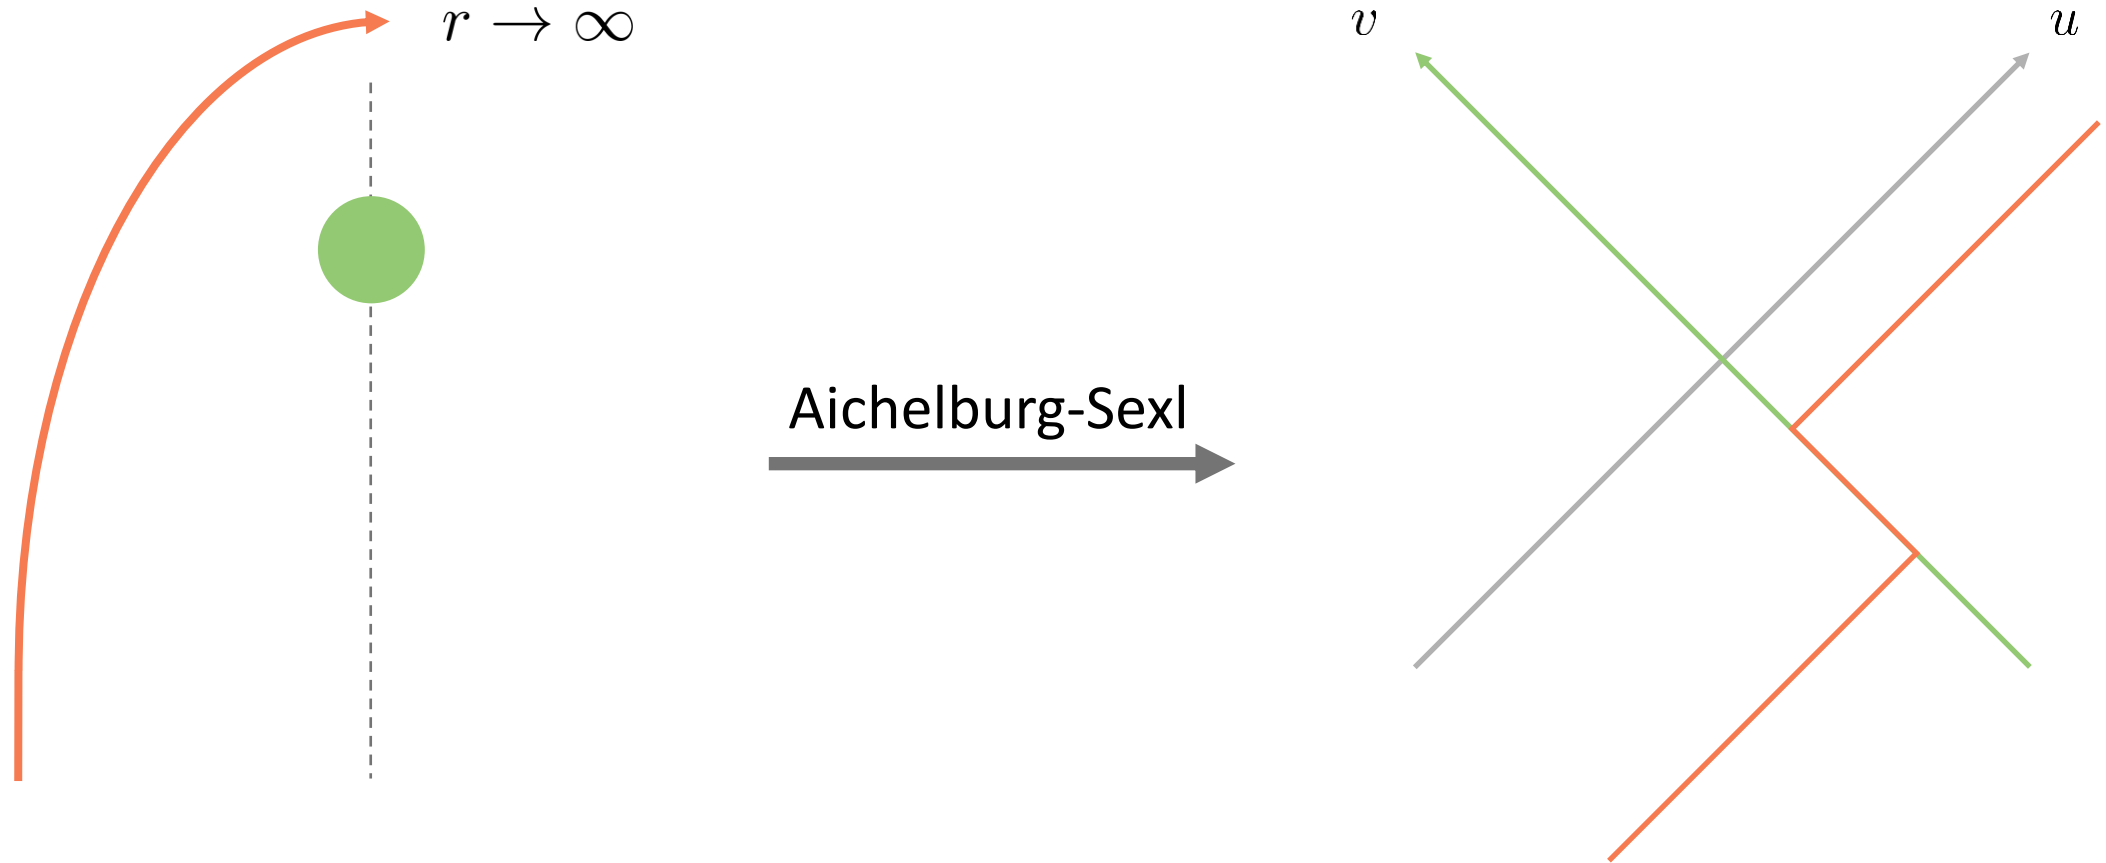 r → ∞
v
u
Aichelburg-Sexl